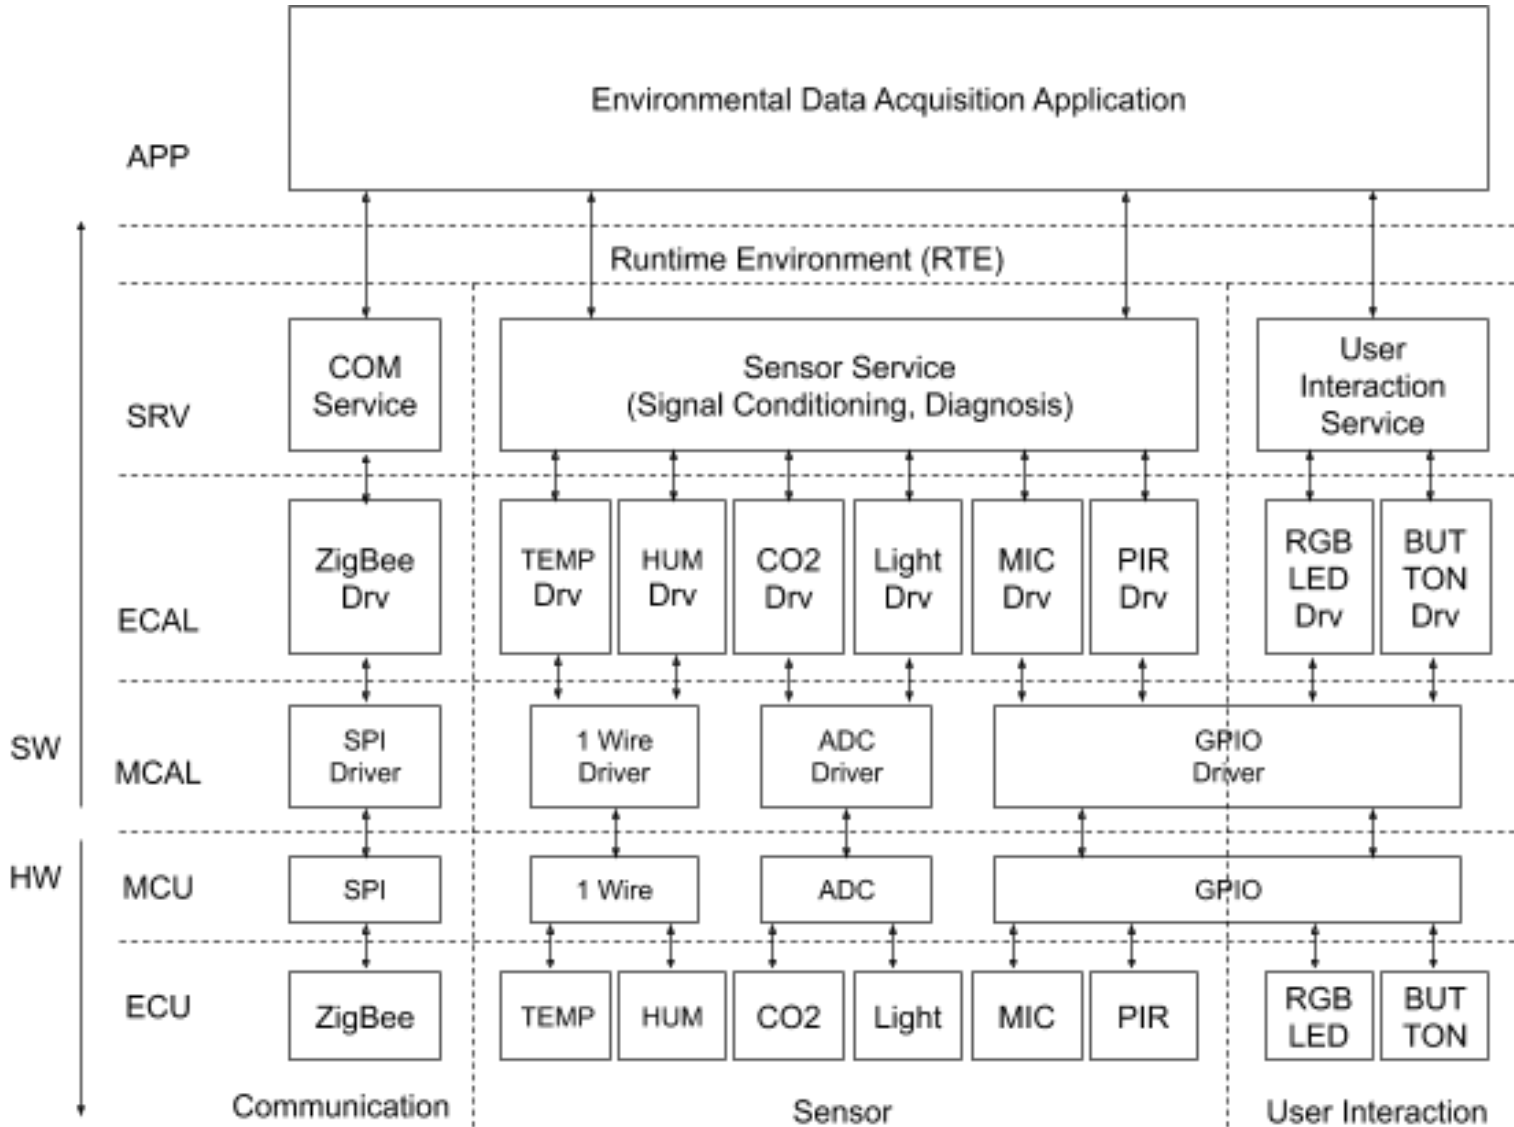 Environmental Data Acquisition Application
APP
Runtime Environment (RTE)
COM
Service
Sensor Service
(Signal Conditioning, Diagnosis)
User
Interaction
Service
SRV
ZigBee
Drv
TEMP
Drv
HUM
Drv
CO2
Drv
Light
Drv
MIC
Drv
PIR
Drv
RGB
LED
Drv
BUT
TON
Drv
ECAL
SW
SPI
Driver
1 Wire
Driver
ADC
Driver
GPIO
Driver
MCAL
HW
MCU
SPI
1 Wire
ADC
GPIO
ECU
ZigBee
TEMP
HUM
CO2
Light
MIC
PIR
RGB
LED
BUT
TON
Communication
Sensor
User Interaction